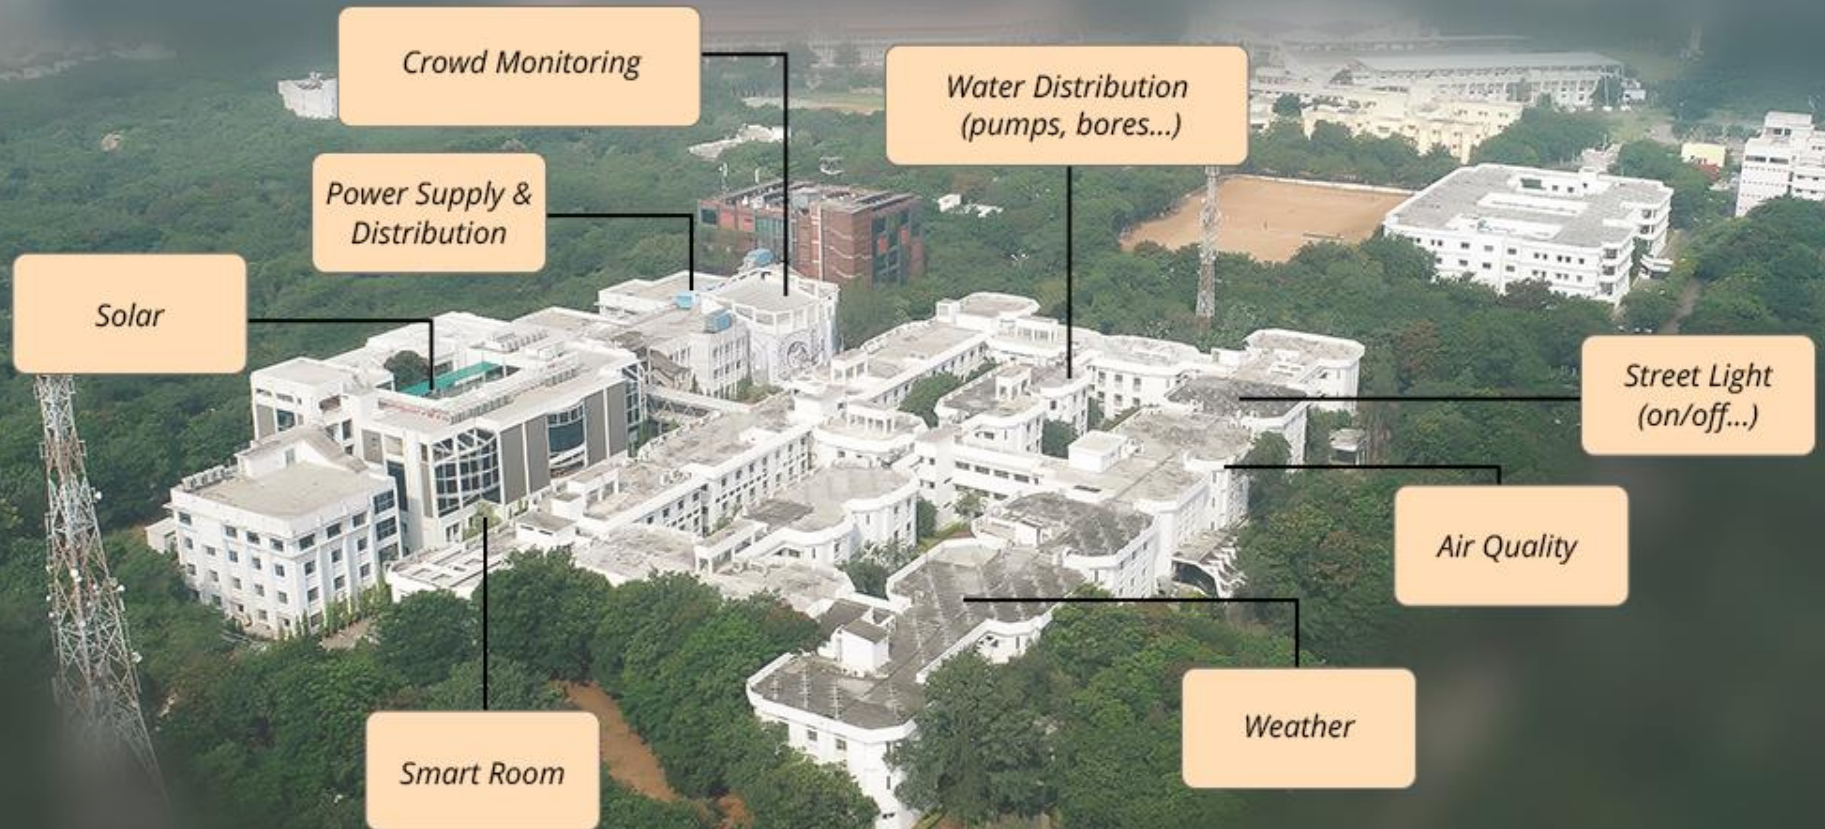 Crowd Monitoring
Water Distribution
(pumps, bores...)
Power Supply &
Distribution
Solar
Street Light
(on/off...)
Air Quality
Weather
Smart Room